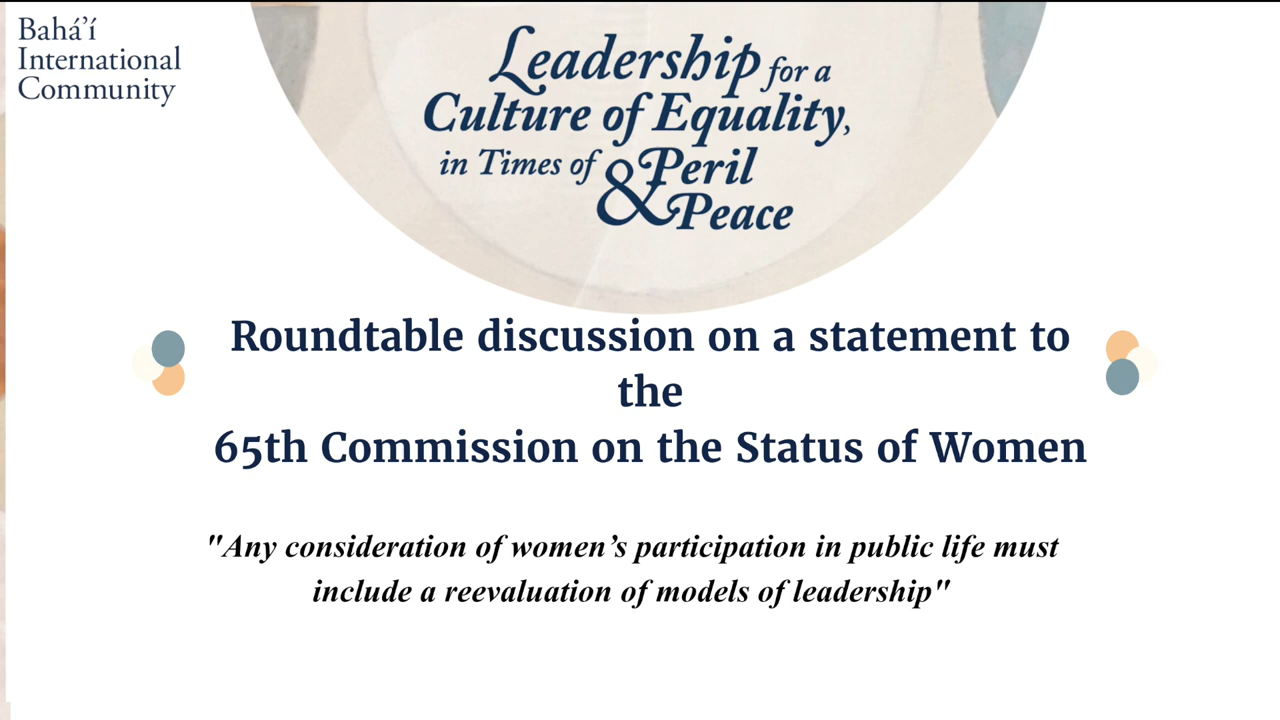 Bahá’í
International
Community
Leadership for a
Culture of Equality,
in Times of Peril
& Peace
Roundtable discussion on a statement to
the
65th Commission on the Status of Women
"Any consideration of women’s participation in public life must
include a reevaluation of models of leadership"